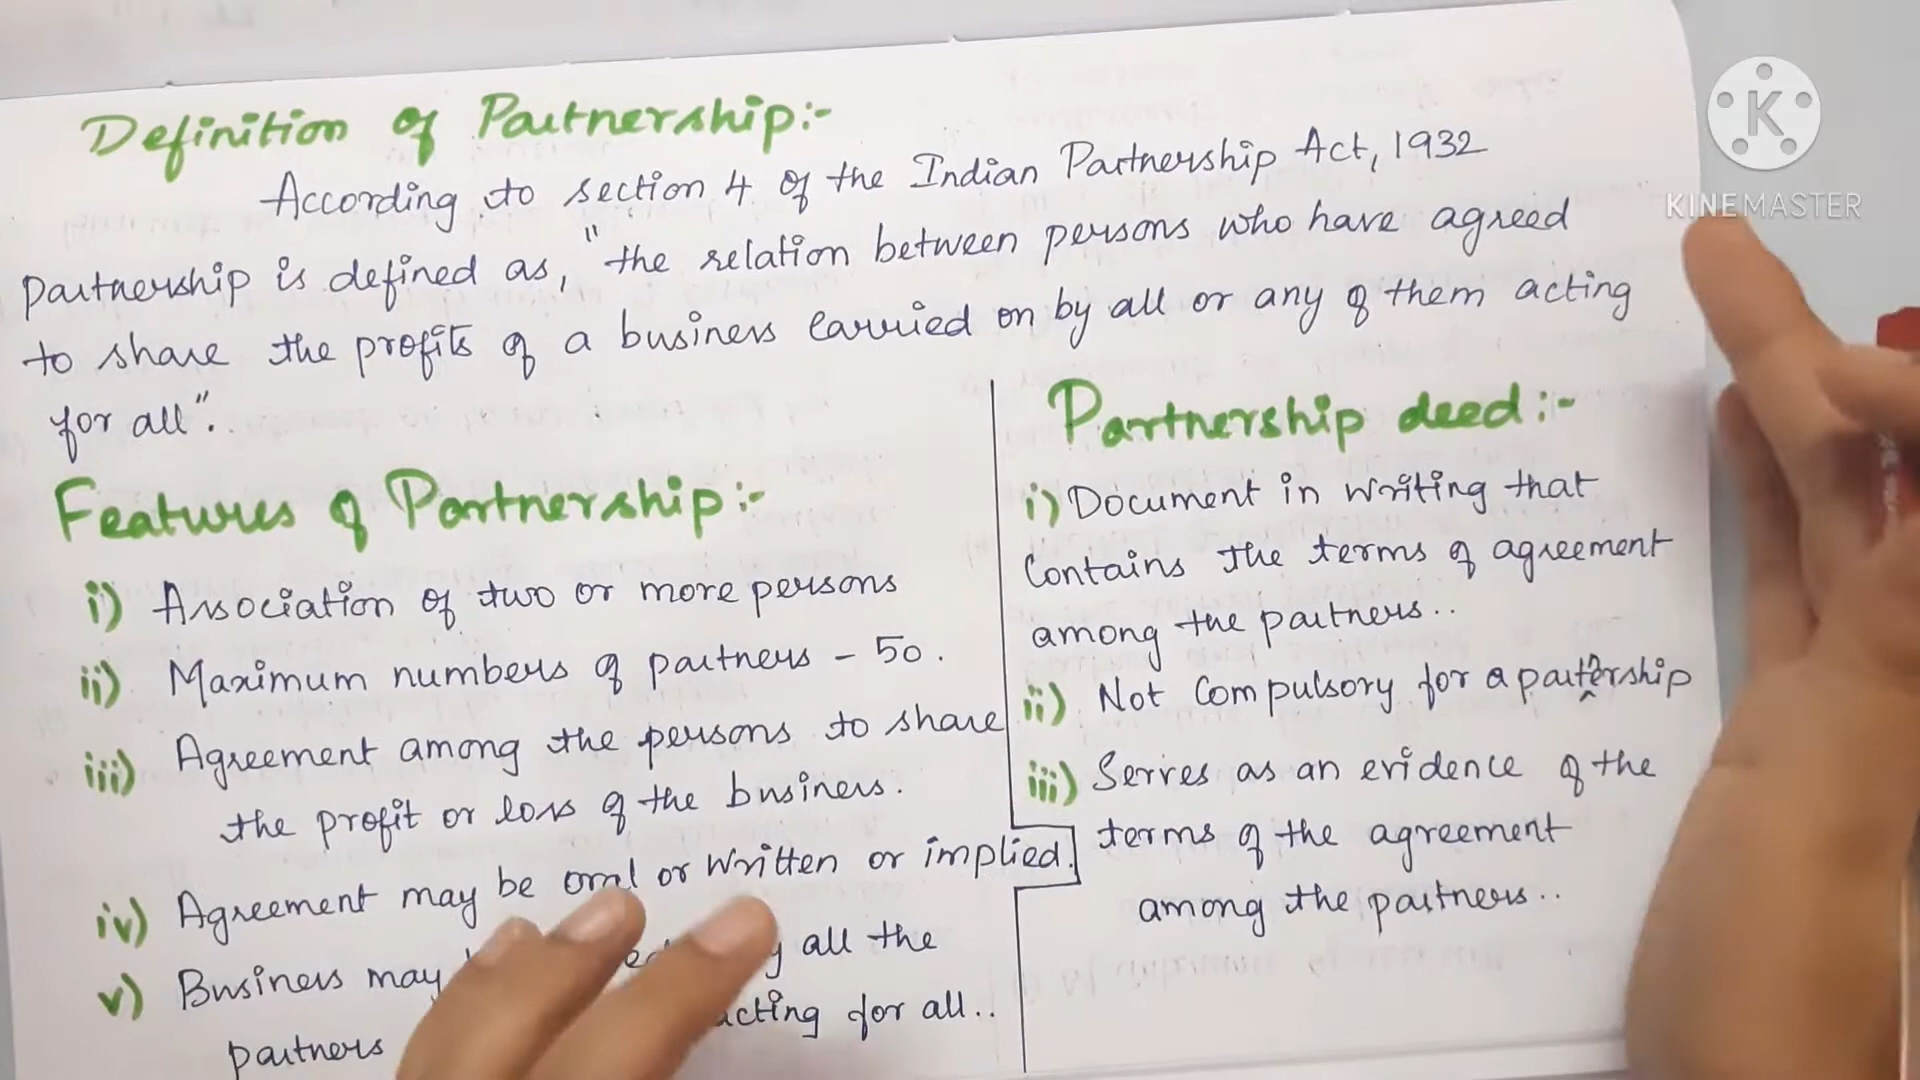 Definition of Partnership:-
According to section 4 of the Indian Partnership Act, 1932
partnership is defined as, "the relation between persons who have agreed
to share the profits of a business carried on by all or any of them acting
for all".
Features of Partnership:-
i) Association of two or more persons
ii) Maximum numbers of partners - 50.
iii) Agreement among the persons to share
the profit or loss of the business.
iv) Agreement may be oral or written or implied.
v) Business may all the
partners acting for all..
Partnership deed:-
i) Document in writing that
contains the terms of agreement
among the partners..
ii) Not compulsory for a partnership
iii) Serves as an evidence of the
terms of the agreement
among the partners..
K
KINEMASTER